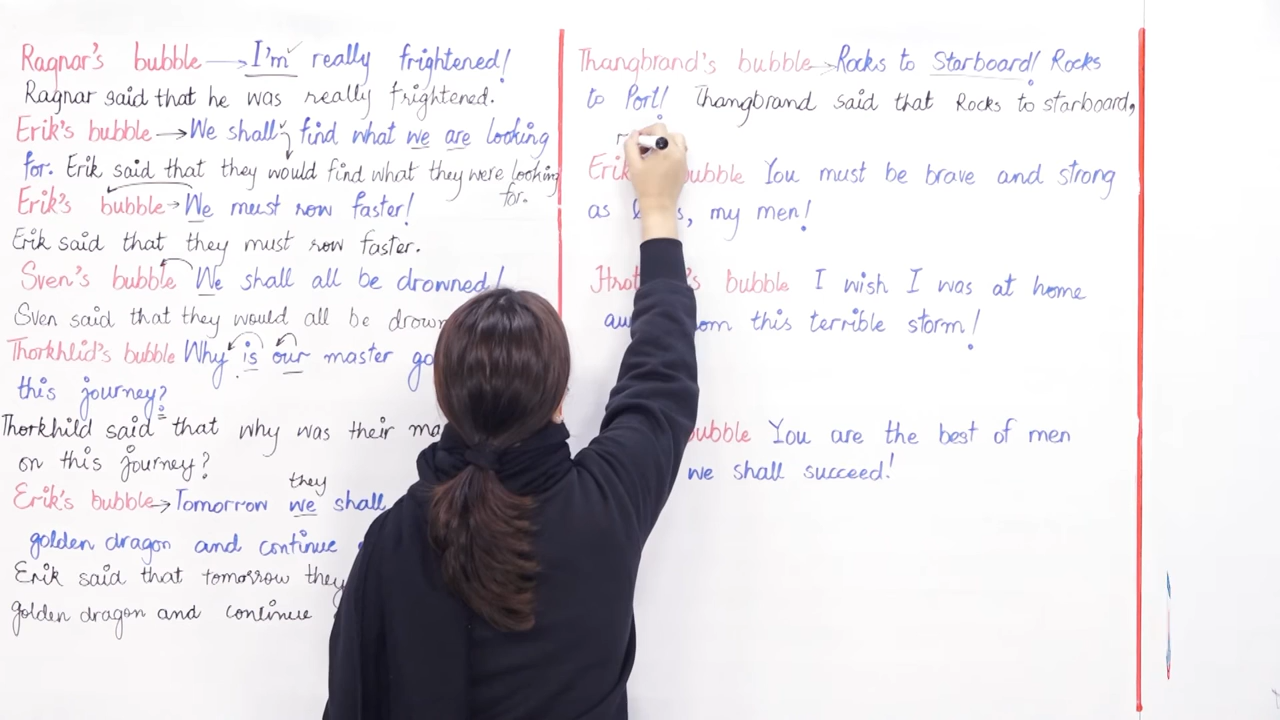 Ragnar's bubble → I'm really frightened!
Ragnar said that he was really frightened.
Erik's bubble → We shall find what we are looking
for. Erik said that they would find what they were looking
for.
Erik's bubble → We must row faster!
Erik said that they must row faster.
Sven's bubble We shall all be drowned!
Sven said that they would all be
Thorkhlid's bubble Why is our master
this journey?
Thorkhild said that why was their
on this journey?
they
Erik's bubble → Tomorrow we shall
golden dragon and continue
Erik said that tomorrow they
golden dragon and continue
Thangbrand's bubble → Rocks to Starboard! Rocks
to Port! Thangbrand said that Rocks to starboard,
bubble You must be brave and strong
as my men!
bubble I wish I was at home
this terrible storm!
bubble You are the best of men
we shall succeed!